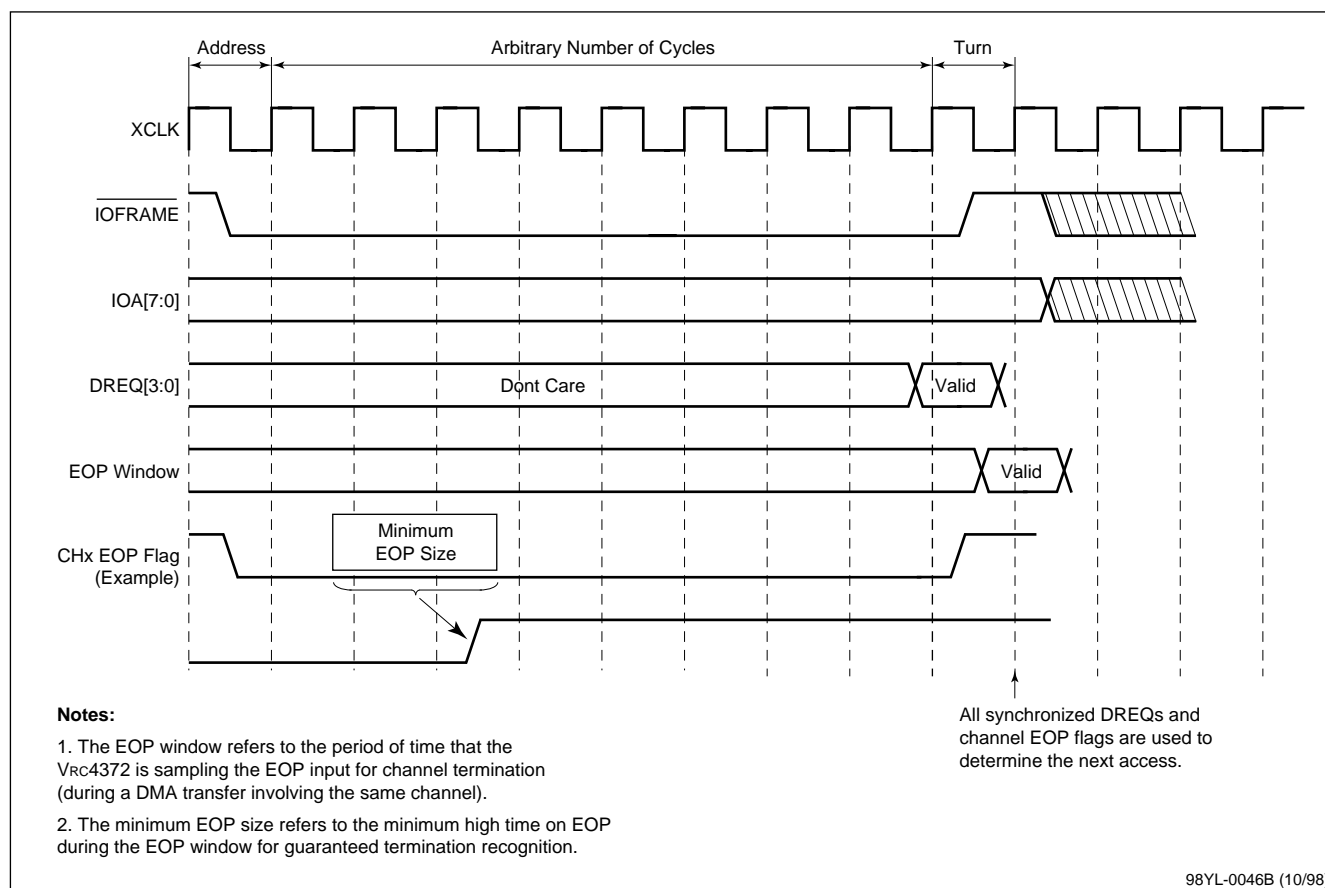 Address
Arbitrary Number of Cycles
Turn
XCLK
IOFRAME
IOA[7:0]
DREQ[3:0]
Dont Care
Valid
EOP Window
Valid
CHx EOP Flag
(Example)
Minimum
EOP Size
Notes:
1. The EOP window refers to the period of time that the
VRC4372 is sampling the EOP input for channel termination
(during a DMA transfer involving the same channel).
2. The minimum EOP size refers to the minimum high time on EOP
during the EOP window for guaranteed termination recognition.
All synchronized DREQs and
channel EOP flags are used to
determine the next access.
98YL-0046B (10/98)